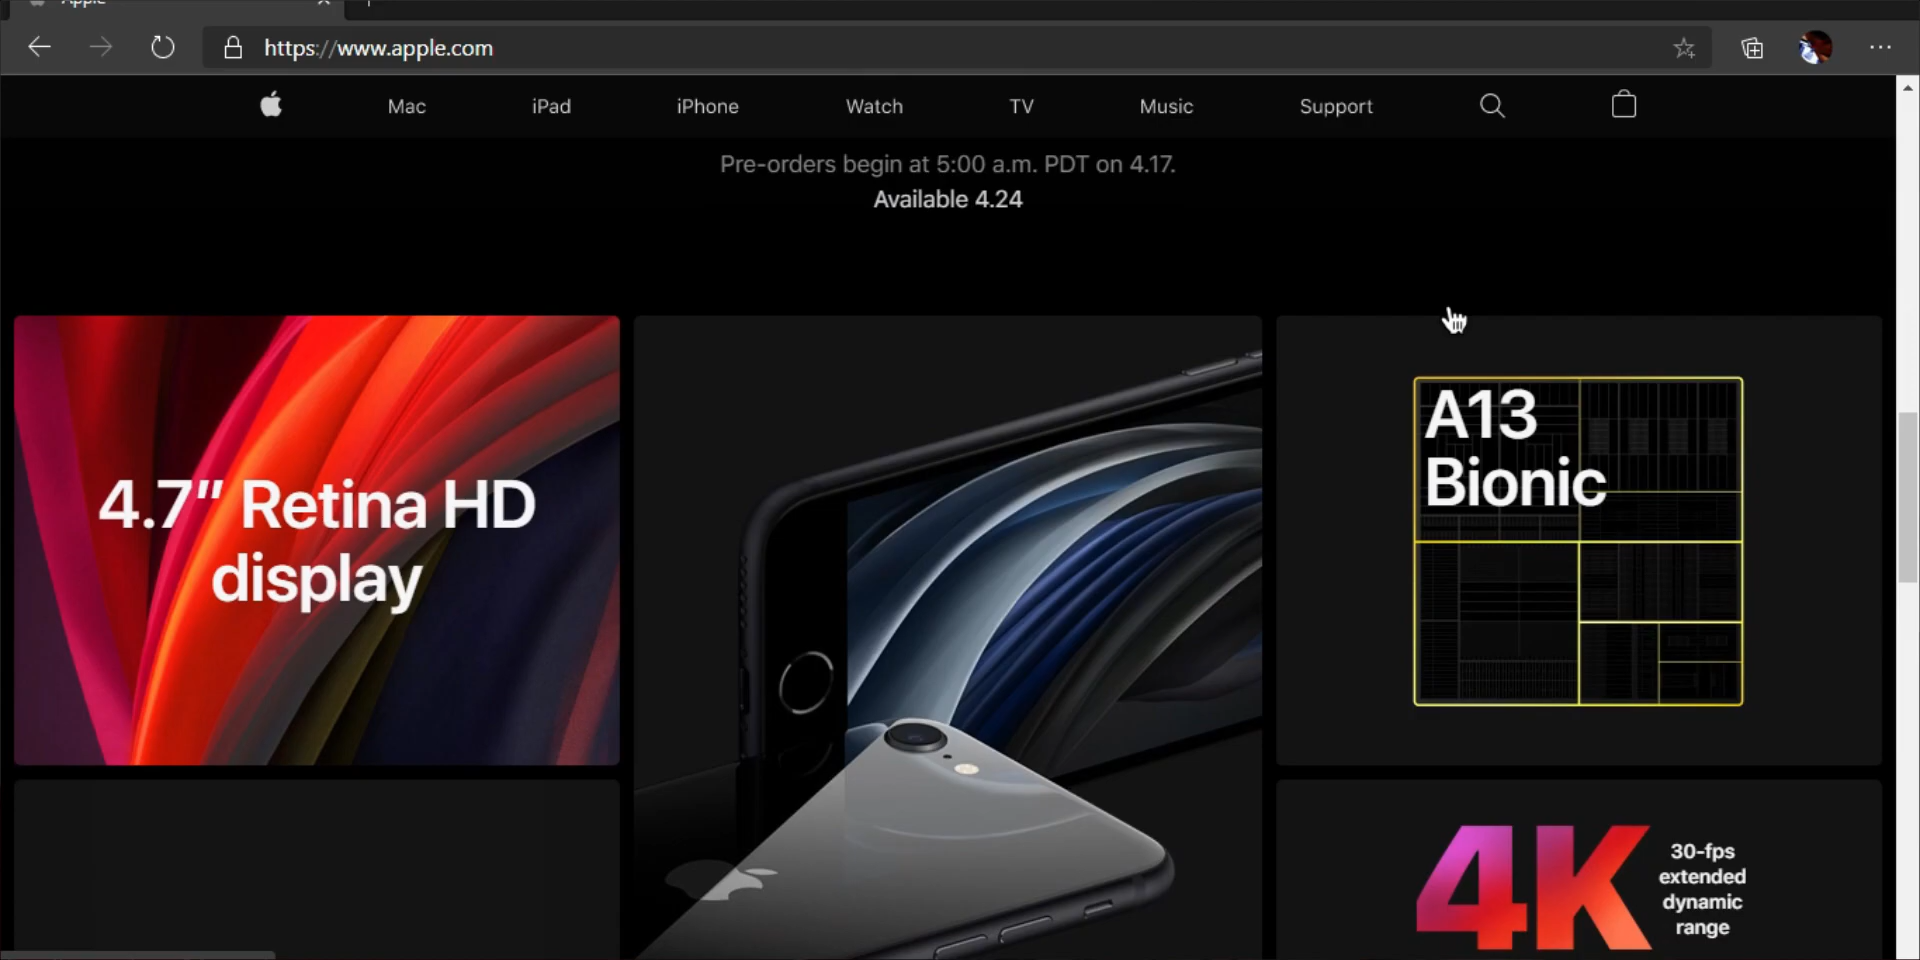 Apple
https://www.apple.com
Mac iPad iPhone Watch TV Music Support
Pre-orders begin at 5:00 a.m. PDT on 4.17.
Available 4.24
4.7″ Retina HD
display
A13
Bionic
4K
30-fps
extended
dynamic
range